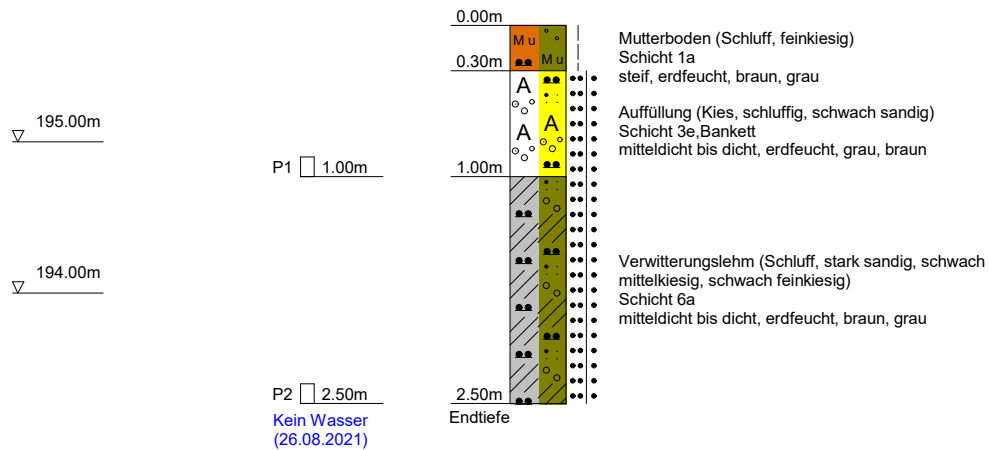 0.00m
Mu
Mu
Mutterboden (Schluff, feinkiesig)
Schicht 1a
steif, erdfeucht, braun, grau
0.30m
A
A
A
Auffüllung (Kies, schluffig, schwach sandig)
Schicht 3e,Bankett
mitteldicht bis dicht, erdfeucht, grau, braun
195.00m
P1 1.00m
1.00m
194.00m
Verwitterungslehm (Schluff, stark sandig, schwach
mittelkiesig, schwach feinkiesig)
Schicht 6a
mitteldicht bis dicht, erdfeucht, braun, grau
P2 2.50m
2.50m
Kein Wasser
(26.08.2021)
Endtiefe